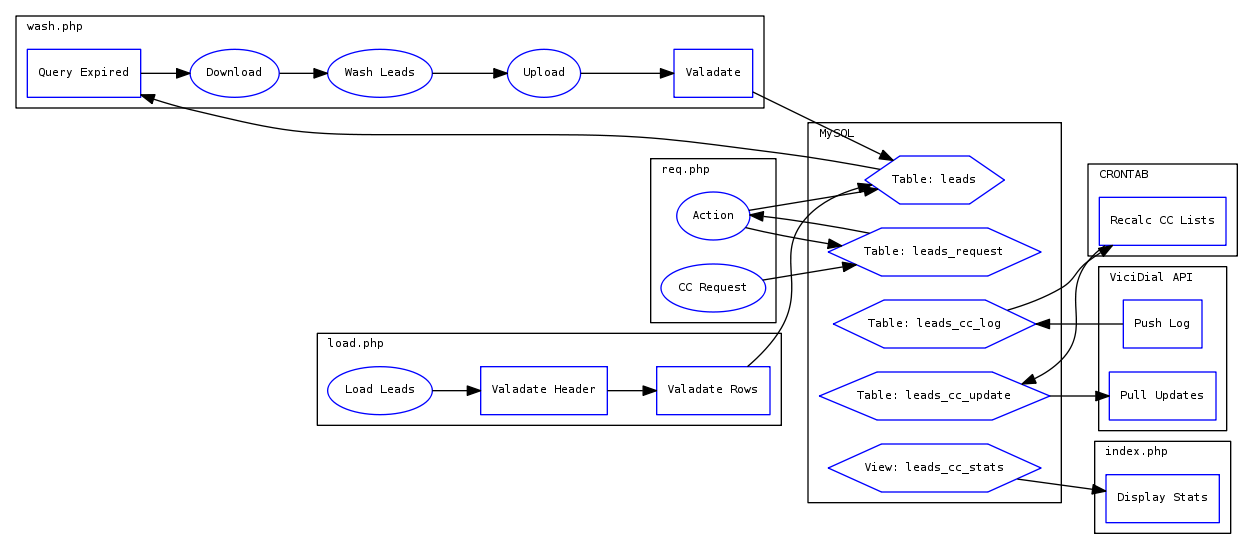 wash.php
Query Expired
Download
Wash Leads
Upload
Valadate
MySQL
Table: leads
Table: leads_request
Table: leads_cc_log
Table: leads_cc_update
View: leads_cc_stats
req.php
Action
CC Request
load.php
Load Leads
Valadate Header
Valadate Rows
CRONTAB
Recalc CC Lists
ViciDial API
Push Log
Pull Updates
index.php
Display Stats